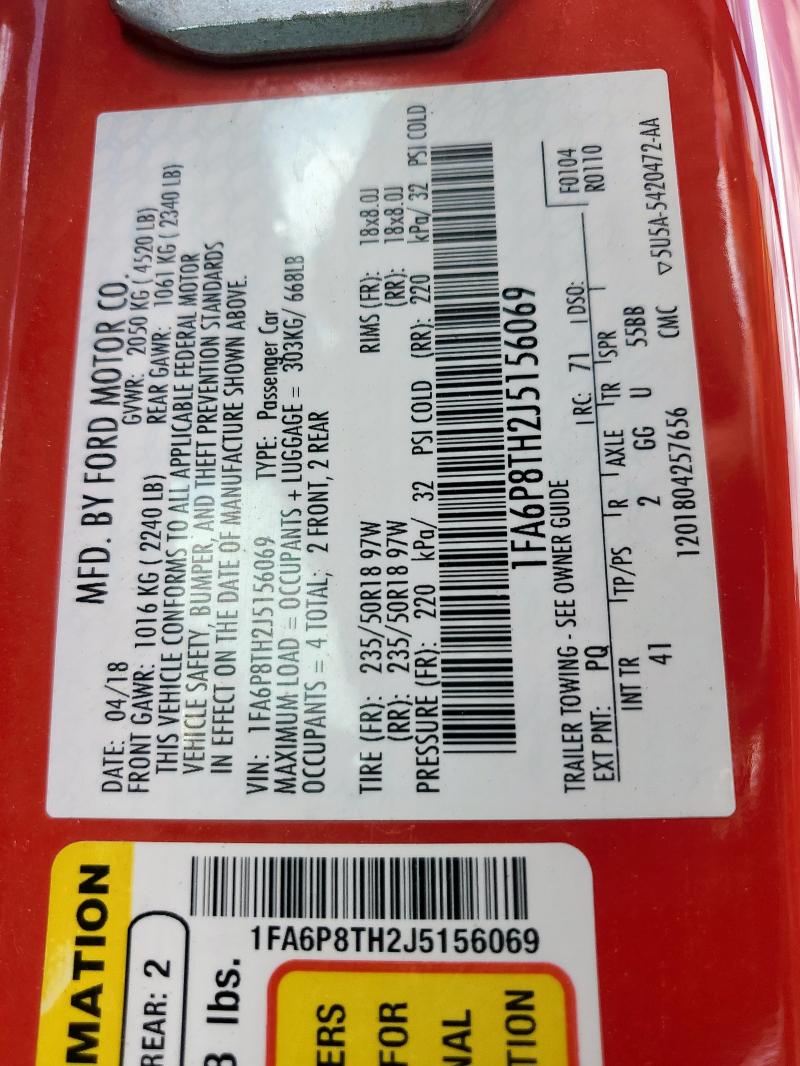 MFD. BY FORD MOTOR CO.
DATE: 04/18 GVWR: 2050 KG ( 4520 LB)
FRONT GAWR: 1016 KG ( 2240 LB) REAR GAWR: 1061 KG ( 2340 LB)
THIS VEHICLE CONFORMS TO ALL APPLICABLE FEDERAL MOTOR
VEHICLE SAFETY, BUMPER, AND THEFT PREVENTION STANDARDS
IN EFFECT ON THE DATE OF MANUFACTURE SHOWN ABOVE.
VIN: 1FA6P8TH2J5156069 TYPE: Passenger Car
MAXIMUM LOAD = OCCUPANTS + LUGGAGE = 303KG/ 668LB
OCCUPANTS = 4 TOTAL; 2 FRONT, 2 REAR
TIRE (FR): 235/50R18 97W RIMS (FR): 18x8.0J
(RR): 235/50R18 97W (RR): 18x8.0J
PRESSURE (FR): 220 kPa/ 32 PSI COLD (RR): 220 kPa/ 32 PSI COLD
1FA6P8TH2J5156069
TRAILER TOWING - SEE OWNER GUIDE F0104
EXT PNT: PQ RC: 71 DSO: R0110
INT TR TP/PS R AXLE TR SPR
41 2 GG U 55BB
1201804257656 CMC ▽5U5A-5420472-AA
MATION
REAR: 2
lbs.
1FA6P8TH2J5156069
ERS
FOR
NAL
TION